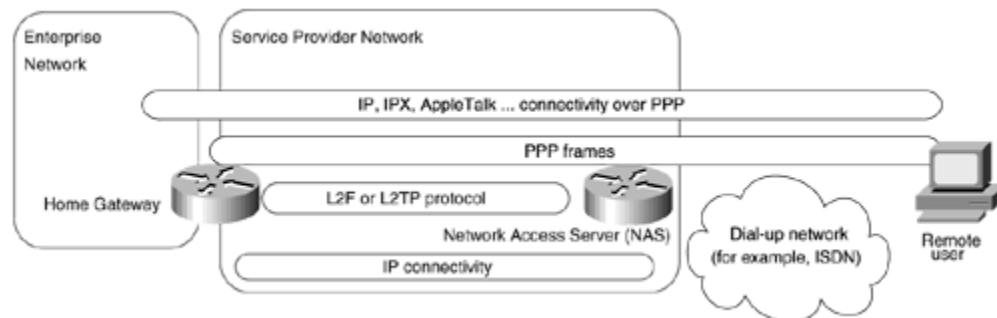 Enterprise
Network
Service Provider Network
IP, IPX, AppleTalk ... connectivity over PPP
PPP frames
Home Gateway
L2F or L2TP protocol
Network Access Server (NAS)
IP connectivity
Dial-up network
(for example, ISDN)
Remote
user